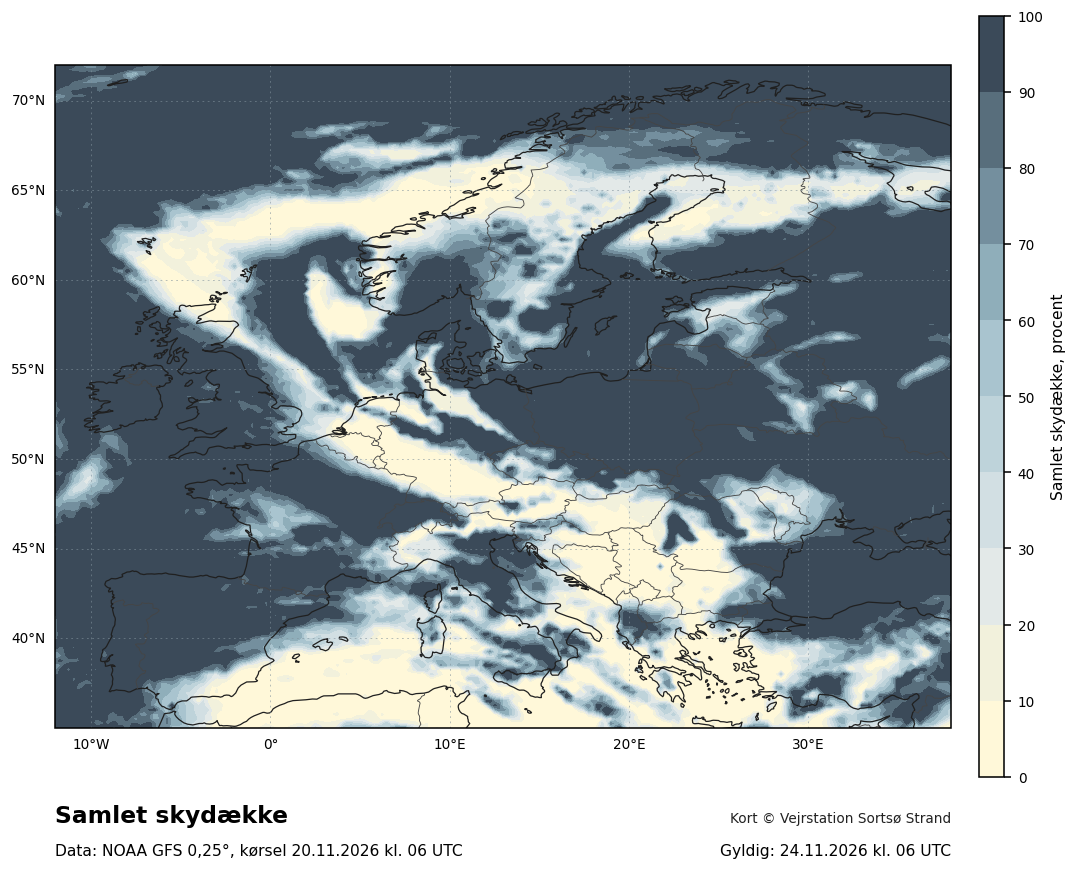 70°N
65°N
60°N
55°N
50°N
45°N
40°N
10°W
0°
10°E
20°E
30°E
100
90
80
70
60
50
40
30
20
10
0
Samlet skydække, procent
Samlet skydække
Kort © Vejrstation Sortsø Strand
Data: NOAA GFS 0,25°, kørsel 20.11.2026 kl. 06 UTC
Gyldig: 24.11.2026 kl. 06 UTC